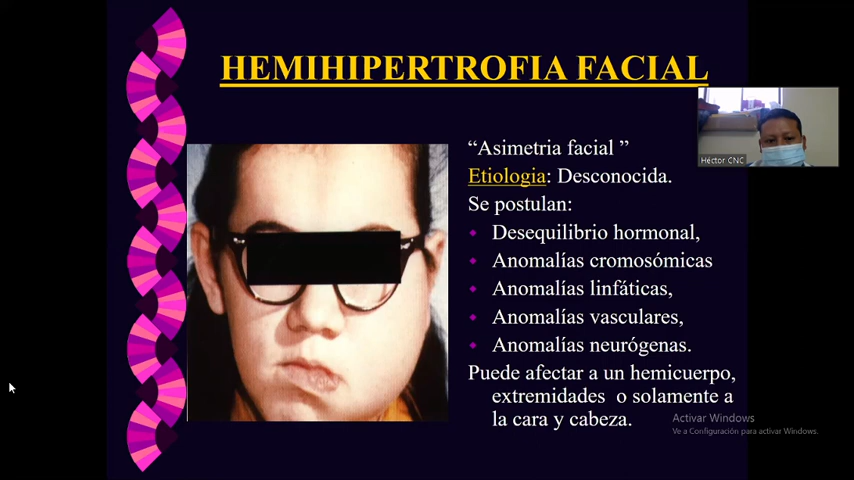 HEMIHIPERTROFIA FACIAL
“Asimetria facial ”
Etiologia: Desconocida.
Se postulan:
Desequilibrio hormonal,
Anomalías cromosómicas
Anomalías linfáticas,
Anomalías vasculares,
Anomalías neurógenas.
Puede afectar a un hemicuerpo,
extremidades o solamente a
la cara y cabeza.
Héctor CNC
Activar Windows
Ve a Configuración para activar Windows.